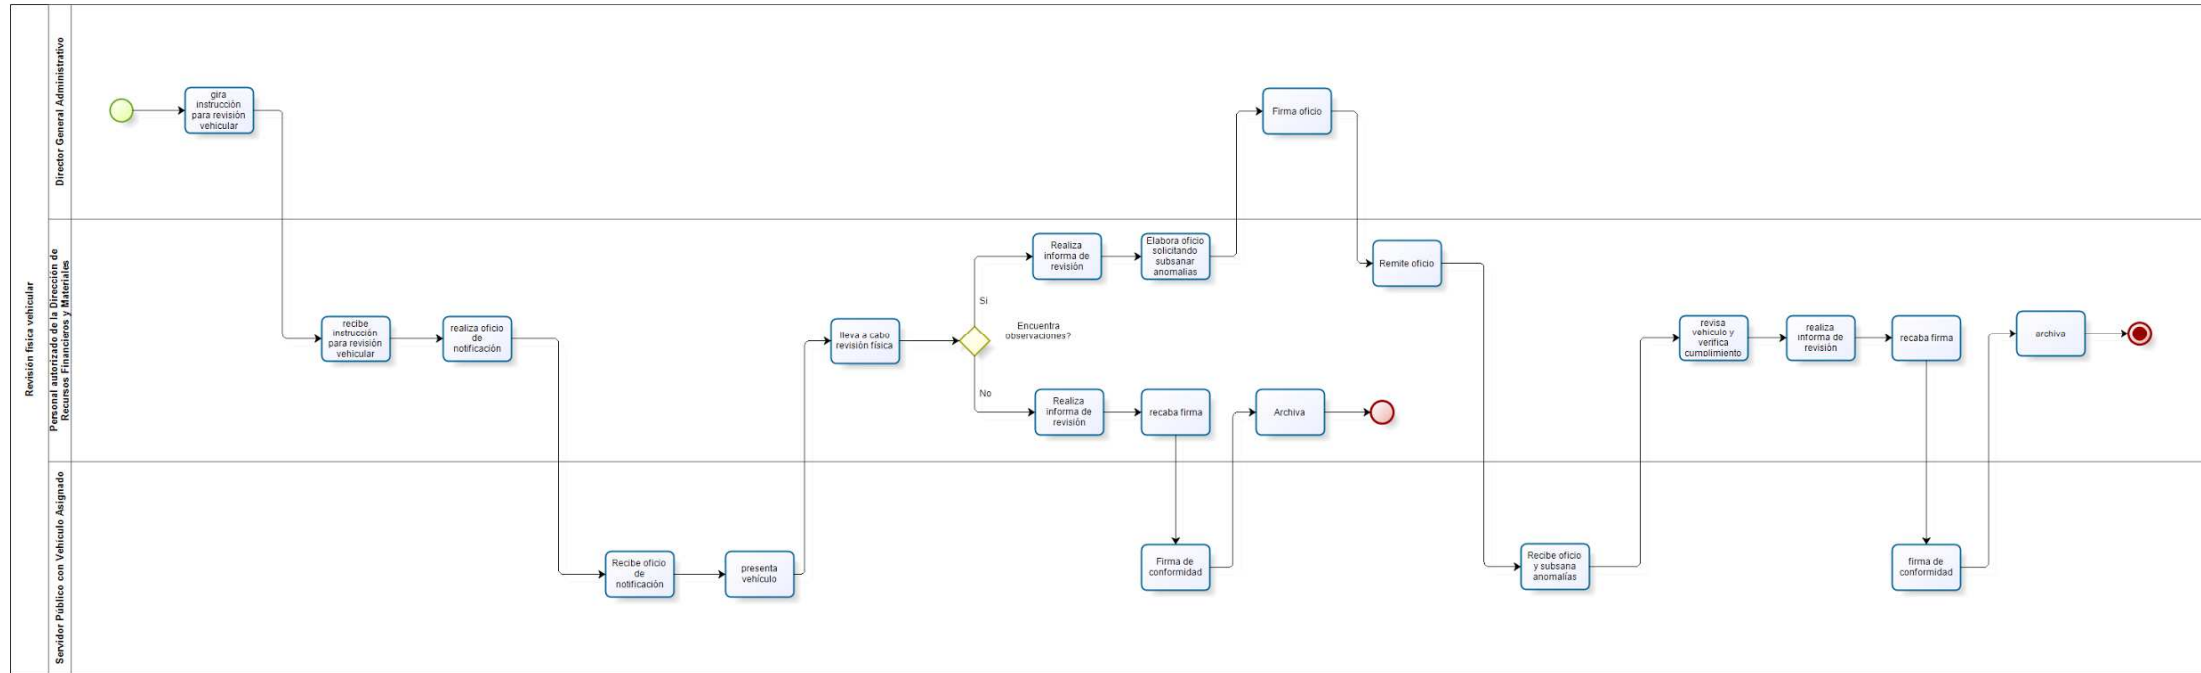 Revisión física vehicular
Director General Administrativo
gira
instrucción
para revisión
vehicular
Firma oficio
Personal autorizado de la Dirección de
Recursos Financieros y Materiales
recibe
instrucción
para revisión
vehicular
realiza oficio
de
notificación
lleva a cabo
revisión física
Encuentra
observaciones?
Si
Realiza
informa de
revisión
Elabora oficio
solicitando
subsanar
anomalías
Remite oficio
No
Realiza
informa de
revisión
recaba firma
Archiva
revisa
vehículo y
verifica
cumplimiento
realiza
informa de
revisión
recaba firma
archiva
Servidor Público con Vehículo Asignado
Recibe oficio
de
notificación
presenta
vehículo
Firma de
conformidad
Recibe oficio
y subsana
anomalías
firma de
conformidad